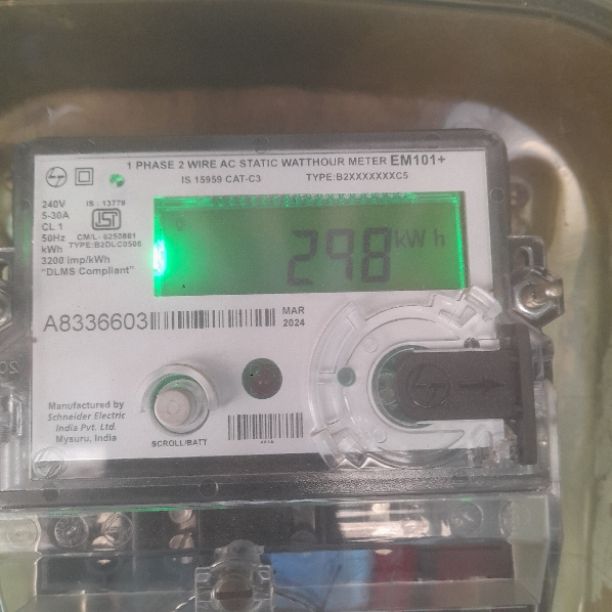 1 PHASE 2 WIRE AC STATIC WATTHOUR METER EM101+
IS 15959 CAT-C3 TYPE:B2XXXXXXXC5
240V IS : 13779
5-30A
CL 1
50Hz CM/L- 6250881
kWh TYPE:B2DLC0506
3200 imp/kWh
"DLMS Compliant"
298 kWh
A8336603
MAR
2024
Manufactured by
Schneider Electric
India Pvt. Ltd.
Mysuru, India
SCROLL/BATT